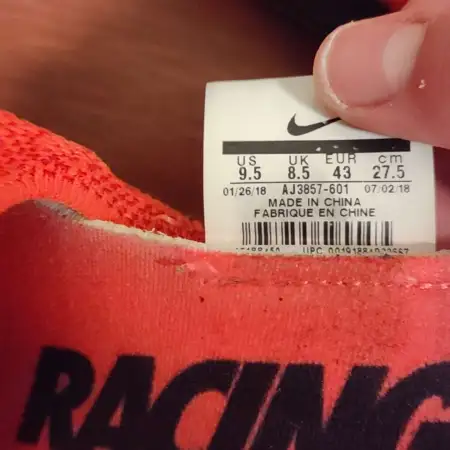 US UK EUR cm
9.5 8.5 43 27.5
01/26/18 AJ3857-601 07/02/18
MADE IN CHINA
FABRIQUE EN CHINE
UPC
RACING